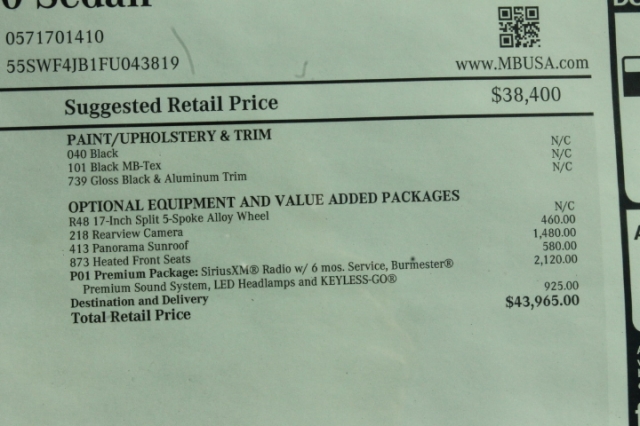 0571701410
55SWF4JB1FU043819
www.MBUSA.com
Suggested Retail Price $38,400
PAINT/UPHOLSTERY & TRIM
040 Black N/C
101 Black MB-Tex N/C
739 Gloss Black & Aluminum Trim N/C
OPTIONAL EQUIPMENT AND VALUE ADDED PACKAGES
R48 17-Inch Split 5-Spoke Alloy Wheel N/C
218 Rearview Camera 460.00
413 Panorama Sunroof 1,480.00
873 Heated Front Seats 580.00
P01 Premium Package: SiriusXM® Radio w/ 6 mos. Service, Burmester® 2,120.00
Premium Sound System, LED Headlamps and KEYLESS-GO®
Destination and Delivery 925.00
Total Retail Price $43,965.00